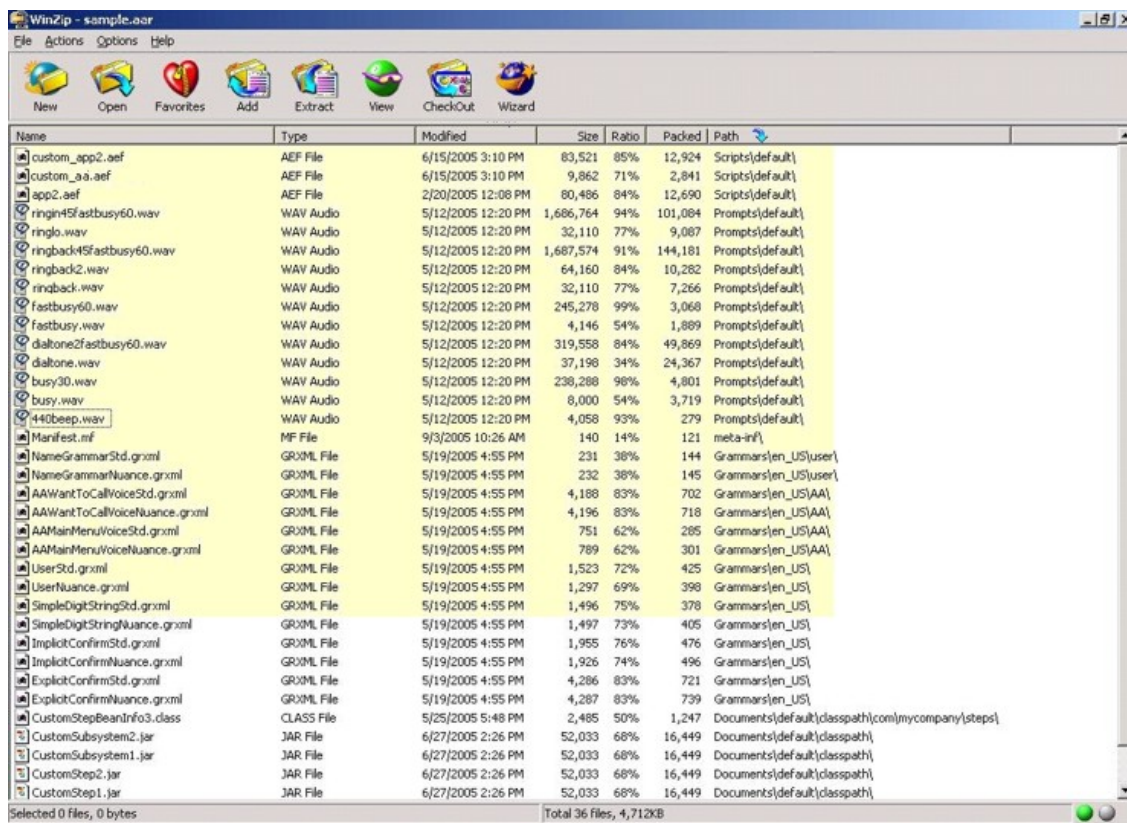 WinZip - sample.aar
File Actions Options Help
New Open Favorites Add Extract View CheckOut Wizard
Name Type Modified Size Ratio Packed Path
custom_app2.aef AEF File 6/15/2005 3:10 PM 83,521 85% 12,924 Scripts\default\
custom_aa.aef AEF File 6/15/2005 3:10 PM 9,862 71% 2,841 Scripts\default\
app2.aef AEF File 2/20/2005 12:08 PM 80,486 84% 12,690 Scripts\default\
ringin45fastbusy60.wav WAV Audio 5/12/2005 12:20 PM 1,686,764 94% 101,084 Prompts\default\
ringlo.wav WAV Audio 5/12/2005 12:20 PM 32,110 77% 9,087 Prompts\default\
ringback45fastbusy60.wav WAV Audio 5/12/2005 12:20 PM 1,687,574 91% 144,181 Prompts\default\
ringback2.wav WAV Audio 5/12/2005 12:20 PM 64,160 84% 10,282 Prompts\default\
ringback.wav WAV Audio 5/12/2005 12:20 PM 32,110 77% 7,266 Prompts\default\
fastbusy60.wav WAV Audio 5/12/2005 12:20 PM 245,278 99% 3,068 Prompts\default\
fastbusy.wav WAV Audio 5/12/2005 12:20 PM 4,146 54% 1,889 Prompts\default\
dialtone2fastbusy60.wav WAV Audio 5/12/2005 12:20 PM 319,558 84% 49,869 Prompts\default\
dialtone.wav WAV Audio 5/12/2005 12:20 PM 37,198 34% 24,367 Prompts\default\
busy30.wav WAV Audio 5/12/2005 12:20 PM 238,288 98% 4,801 Prompts\default\
busy.wav WAV Audio 5/12/2005 12:20 PM 8,000 54% 3,719 Prompts\default\
440beep.wav WAV Audio 5/12/2005 12:20 PM 4,058 93% 279 Prompts\default\
Manifest.mf MF File 9/3/2005 10:26 AM 140 14% 121 meta-inf\
NameGrammarStd.grxml GRXML File 5/19/2005 4:55 PM 231 38% 144 Grammars\en_US\user\
NameGrammarNuance.grxml GRXML File 5/19/2005 4:55 PM 232 38% 145 Grammars\en_US\user\
AAWantToCallVoiceStd.grxml GRXML File 5/19/2005 4:55 PM 4,188 83% 702 Grammars\en_US\AA\
AAWantToCallVoiceNuance.grxml GRXML File 5/19/2005 4:55 PM 4,196 83% 718 Grammars\en_US\AA\
AAMainMenuVoiceStd.grxml GRXML File 5/19/2005 4:55 PM 751 62% 285 Grammars\en_US\AA\
AAMainMenuVoiceNuance.grxml GRXML File 5/19/2005 4:55 PM 789 62% 301 Grammars\en_US\AA\
UserStd.grxml GRXML File 5/19/2005 4:55 PM 1,523 72% 425 Grammars\en_US\
UserNuance.grxml GRXML File 5/19/2005 4:55 PM 1,297 69% 398 Grammars\en_US\
SimpleDigitStringStd.grxml GRXML File 5/19/2005 4:55 PM 1,496 75% 378 Grammars\en_US\
SimpleDigitStringNuance.grxml GRXML File 5/19/2005 4:55 PM 1,497 73% 405 Grammars\en_US\
ImplicitConfirmStd.grxml GRXML File 5/19/2005 4:55 PM 1,955 76% 476 Grammars\en_US\
ImplicitConfirmNuance.grxml GRXML File 5/19/2005 4:55 PM 1,926 74% 496 Grammars\en_US\
ExplicitConfirmStd.grxml GRXML File 5/19/2005 4:55 PM 4,286 83% 721 Grammars\en_US\
ExplicitConfirmNuance.grxml GRXML File 5/19/2005 4:55 PM 4,287 83% 739 Grammars\en_US\
CustomStepBeanInfo3.class CLASS File 5/25/2005 5:48 PM 2,485 50% 1,247 Documents\default\classpath\com\mycompany\steps\
CustomSubsystem2.jar JAR File 6/27/2005 2:26 PM 52,033 68% 16,449 Documents\default\classpath\
CustomSubsystem1.jar JAR File 6/27/2005 2:26 PM 52,033 68% 16,449 Documents\default\classpath\
CustomStep2.jar JAR File 6/27/2005 2:26 PM 52,033 68% 16,449 Documents\default\classpath\
CustomStep1.jar JAR File 6/27/2005 2:26 PM 52,033 68% 16,449 Documents\default\classpath\
Selected 0 files, 0 bytes Total 36 files, 4,712KB